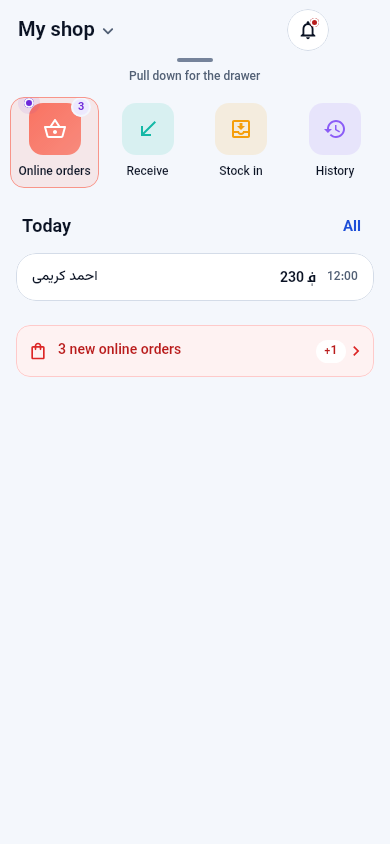 My shop
Pull down for the drawer
3
Online orders
Receive
Stock in
History
Today
All
احمد کریمی
230 ؋
12:00
3 new online orders
+1